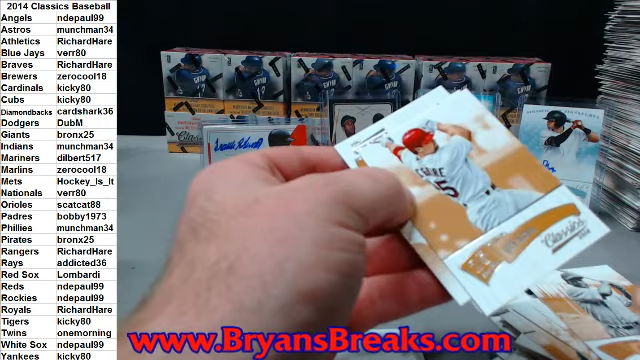 2014 Classics Baseball
Angels ndepaul99
Astros munchman34
Athletics RichardHare
Blue Jays verr80
Braves RichardHare
Brewers zerocool18
Cardinals kicky80
Cubs kicky80
Diamondbacks cardshark36
Dodgers DubM
Giants bronx25
Indians munchman34
Mariners dilbert517
Marlins zerocool18
Mets Hockey_Is_It
Nationals verr80
Orioles scatcat88
Padres bobby1973
Phillies munchman34
Pirates bronx25
Rangers RichardHare
Rays addicted36
Red Sox Lombardi
Reds ndepaul99
Rockies ndepaul99
Royals RichardHare
Tigers kicky80
Twins onemorning
White Sox ndepaul99
Yankees kicky80
Classics
www.BryansBreaks.com